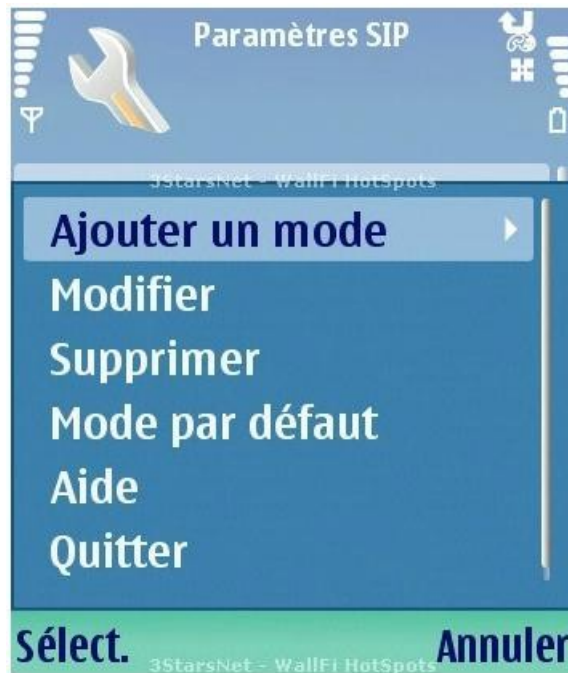 Paramètres SIP
3StarsNet - WallFi HotSpots
Ajouter un mode
Modifier
Supprimer
Mode par défaut
Aide
Quitter
Sélect.
Annuler
3StarsNet - WallFi HotSpots